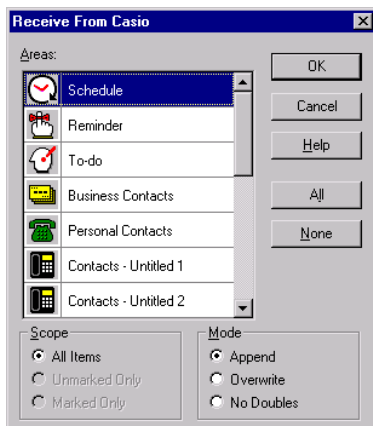 Receive From Casio
Areas:
Schedule
Reminder
To-do
Business Contacts
Personal Contacts
Contacts - Untitled 1
Contacts - Untitled 2
OK
Cancel
Help
All
None
Scope
All Items
Unmarked Only
Marked Only
Mode
Append
Overwrite
No Doubles